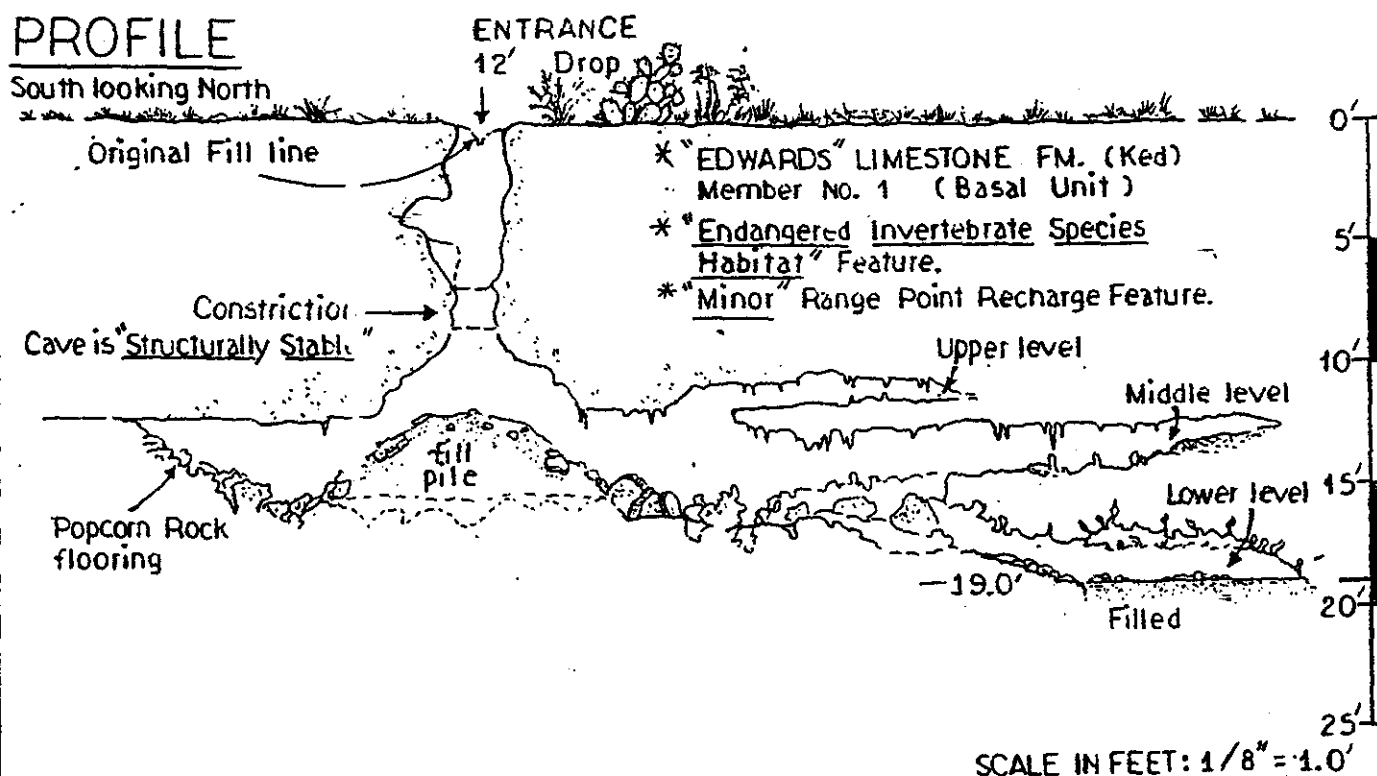 PROFILE
South looking North
ENTRANCE
12' Drop
0'
Original Fill line
* "EDWARDS" LIMESTONE FM. (Ked)
Member No. 1 (Basal Unit)
* "Endangered Invertebrate Species
Habitat" Feature.
* "Minor" Range Point Recharge Feature.
5'
Constriction
Cave is "Structurally Stable"
10'
Upper level
Middle level
fill
pile
15'
Lower level
Popcorn Rock
flooring
-19.0'
20'
Filled
25'
SCALE IN FEET: 1/8" = 1.0'